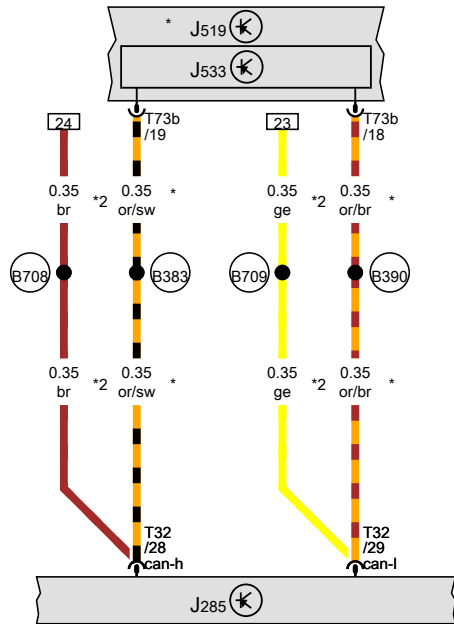 * J519
J533
24 T73b 23 T73b
/19 /18
0.35 0.35 0.35 0.35
br *2 or/sw * ge *2 or/br *
B708 B383 B709 B390
0.35 0.35 0.35 0.35
br *2 or/sw * ge *2 or/br *
T32 T32
/28 /29
can-h can-l
J285